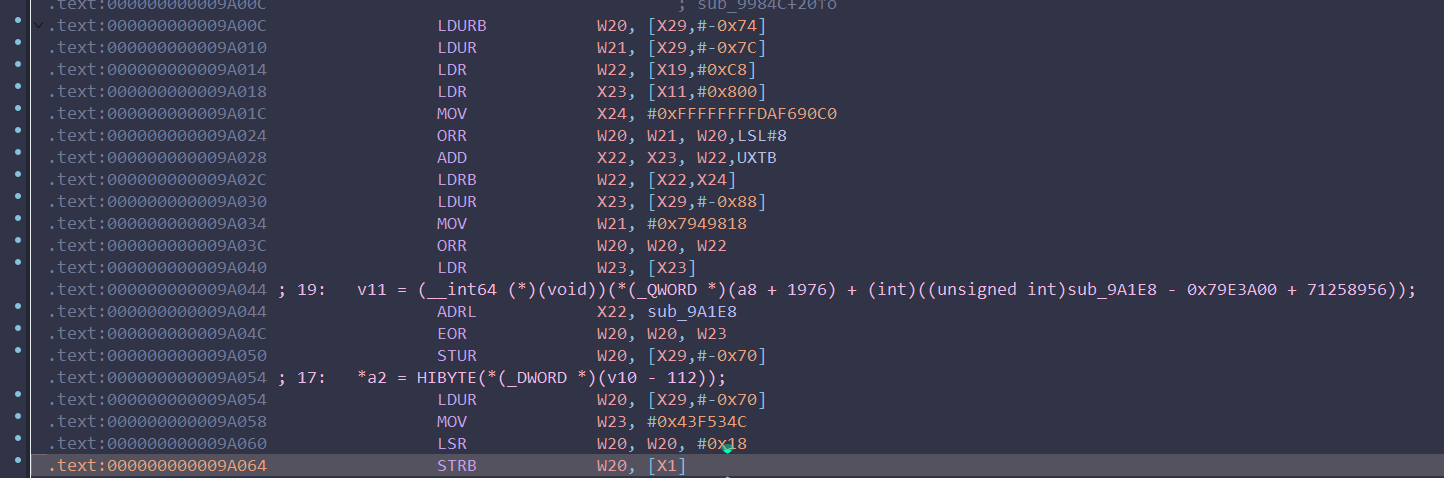 .text:000000000009A00C ; sub_9984C+20↑o
.text:000000000009A00C LDURB W20, [X29,#-0x74]
.text:000000000009A010 LDUR W21, [X29,#-0x7C]
.text:000000000009A014 LDR W22, [X19,#0xC8]
.text:000000000009A018 LDR X23, [X11,#0x800]
.text:000000000009A01C MOV X24, #0xFFFFFFFFDAF690C0
.text:000000000009A024 ORR W20, W21, W20,LSL#8
.text:000000000009A028 ADD X22, X23, W22,UXTB
.text:000000000009A02C LDRB W22, [X22,X24]
.text:000000000009A030 LDUR X23, [X29,#-0x88]
.text:000000000009A034 MOV W21, #0x7949818
.text:000000000009A03C ORR W20, W20, W22
.text:000000000009A040 LDR W23, [X23]
.text:000000000009A044 ; 19: v11 = (__int64 (*)(void))(*(_QWORD *)(a8 + 1976) + (int)((unsigned int)sub_9A1E8 - 0x79E3A00 + 71258956));
.text:000000000009A044 ADRL X22, sub_9A1E8
.text:000000000009A04C EOR W20, W20, W23
.text:000000000009A050 STUR W20, [X29,#-0x70]
.text:000000000009A054 ; 17: *a2 = HIBYTE(*(_DWORD *)(v10 - 112));
.text:000000000009A054 LDUR W20, [X29,#-0x70]
.text:000000000009A058 MOV W23, #0x43F534C
.text:000000000009A060 LSR W20, W20, #0x18
.text:000000000009A064 STRB W20, [X1]